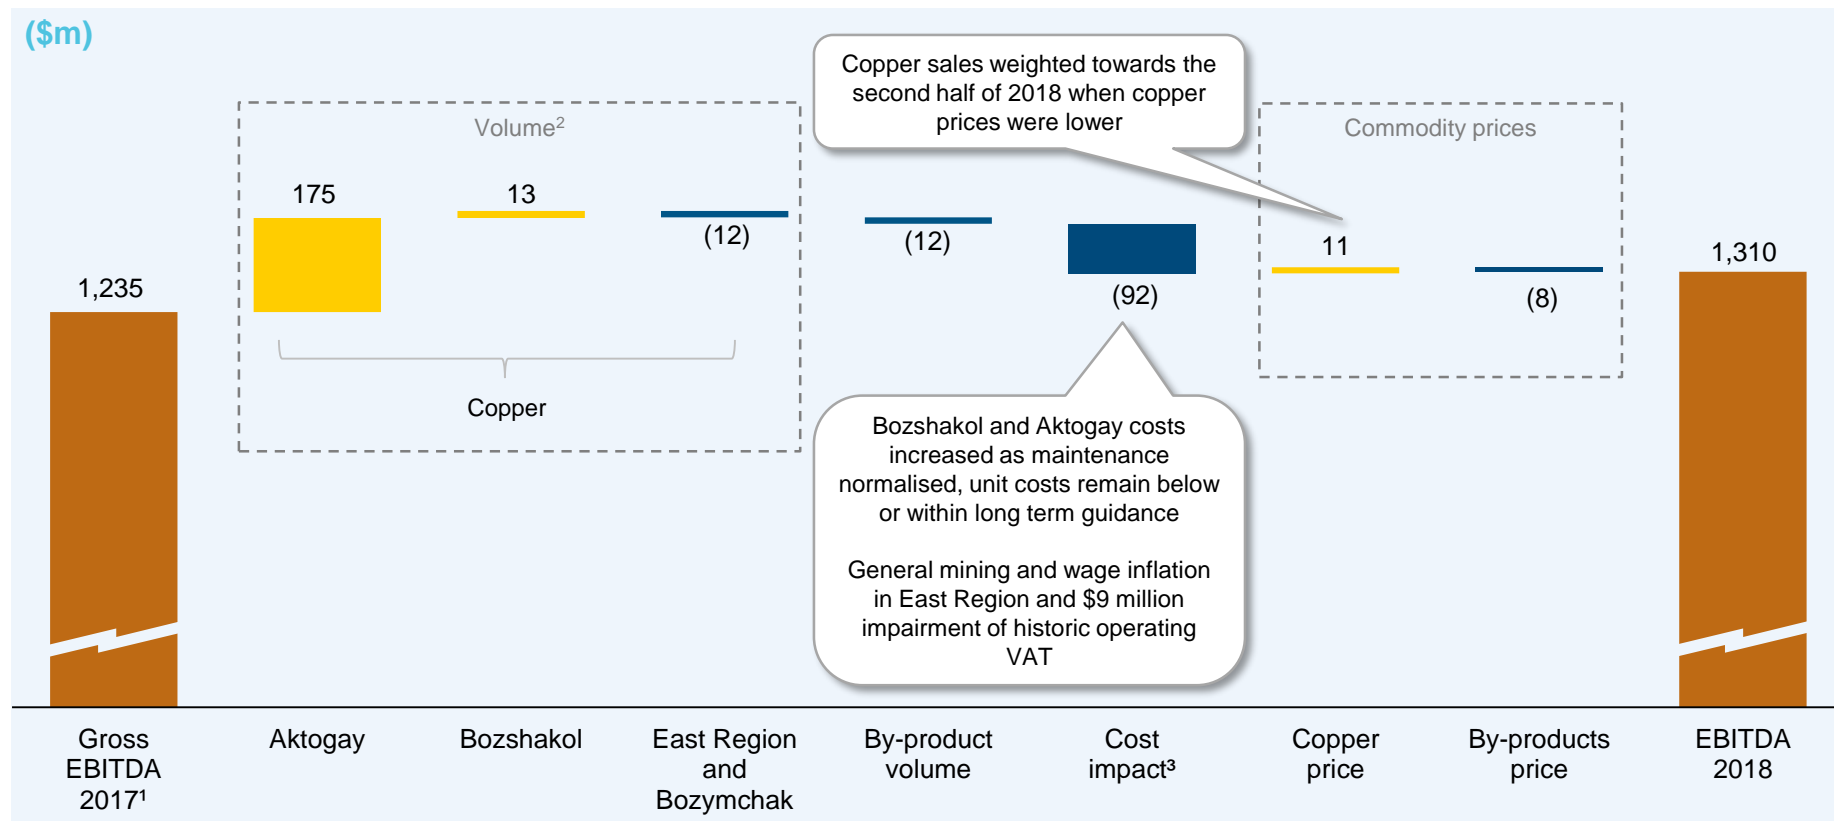 ($m)
Copper sales weighted towards the
second half of 2018 when copper
prices were lower
Volume²
Commodity prices
175
13
(12)
(12)
(92)
11
(8)
1,235
1,310
Copper
Bozshakol and Aktogay costs
increased as maintenance
normalised, unit costs remain below
or within long term guidance
General mining and wage inflation
in East Region and $9 million
impairment of historic operating
VAT
Gross
EBITDA
2017¹
Aktogay
Bozshakol
East Region
and
Bozymchak
By-product
volume
Cost
impact³
Copper
price
By-products
price
EBITDA
2018